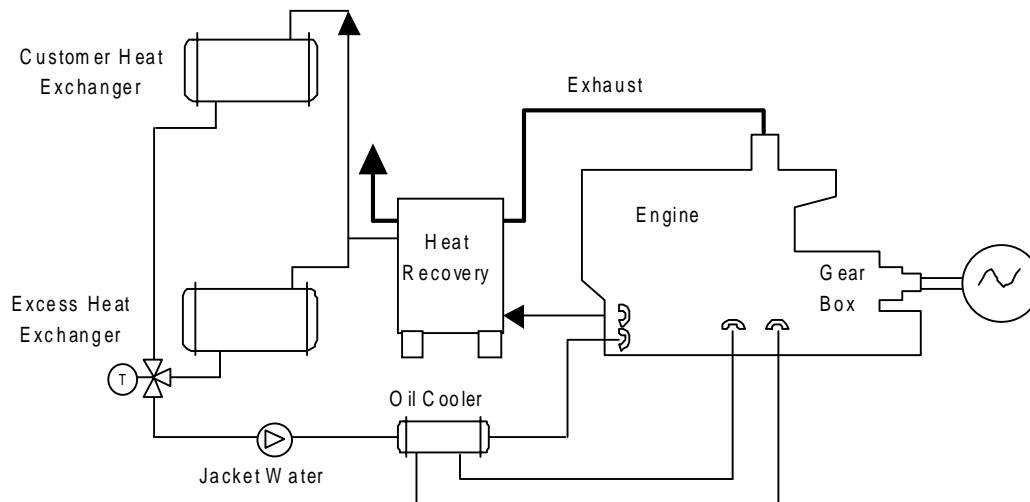 Customer Heat
Exchanger
Exhaust
Engine
Heat
Recovery
Gear
Box
Excess Heat
Exchanger
T
Oil Cooler
Jacket Water